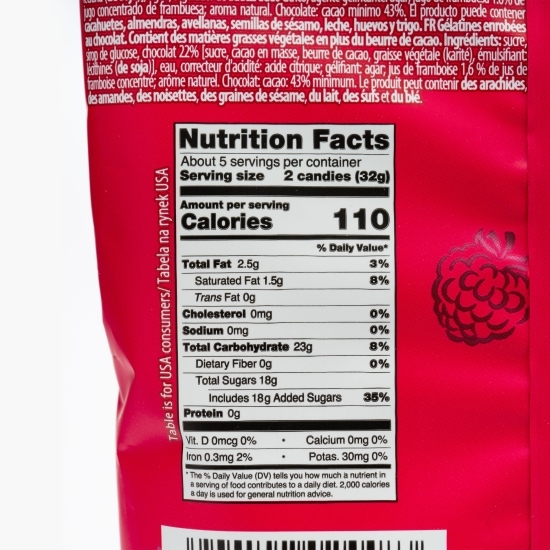 jugo concentrado de frambuesa; aroma natural. Chocolate: cacao mínimo 43%. El producto puede contener
cacahuetes, almendras, avellanas, semillas de sésamo, leche, huevos y trigo. FR Gélatines enrobées
au chocolat. Contient des matières grasses végétales en plus du beurre de cacao. Ingrédients: sucre,
sirop de glucose, chocolat 22% [sucre, cacao en masse, beurre de cacao, graisse végétale (karité), émulsifiant:
lécithines (de soja)], eau, correcteur d'acidité: acide citrique; gélifiant: agar; jus de framboise 1,6 % de jus de
framboise concentré; arôme naturel. Chocolat: cacao: 43% minimum. Le produit peut contenir des arachides,
des amandes, des noisettes, des graines de sésame, du lait, des œufs et du blé.
Table is for USA consumers/ Tabela na rynek USA
Nutrition Facts
About 5 servings per container
Serving size 2 candies (32g)
Amount per serving
Calories 110
% Daily Value*
Total Fat 2.5g 3%
Saturated Fat 1.5g 8%
Trans Fat 0g
Cholesterol 0mg 0%
Sodium 0mg 0%
Total Carbohydrate 23g 8%
Dietary Fiber 0g 0%
Total Sugars 18g
Includes 18g Added Sugars 35%
Protein 0g
Vit. D 0mcg 0% • Calcium 0mg 0%
Iron 0.3mg 2% • Potas. 30mg 0%
* The % Daily Value (DV) tells you how much a nutrient in
a serving of food contributes to a daily diet. 2,000 calories
a day is used for general nutrition advice.